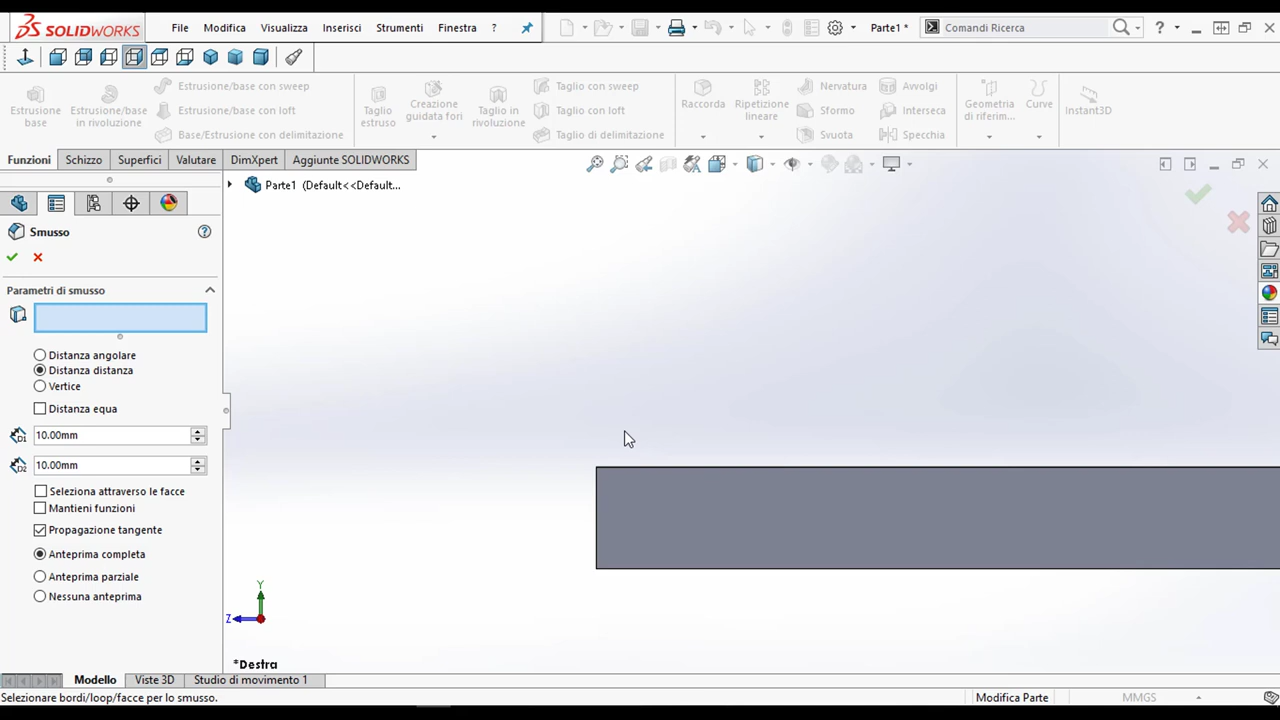 SOLIDWORKS File Modifica Visualizza Inserisci Strumenti Finestra ? Parte1 * Comandi Ricerca ?
Estrusione base
Estrusione/base in rivoluzione
Estrusione/base con sweep
Estrusione/base con loft
Base/Estrusione con delimitazione
Taglio estruso
Creazione guidata fori
Taglio in rivoluzione
Taglio con sweep
Taglio con loft
Taglio di delimitazione
Raccorda
Ripetizione lineare
Nervatura
Sformo
Svuota
Avvolgi
Interseca
Specchia
Geometria di riferim...
Curve
Instant3D
Funzioni Schizzo Superfici Valutare DimXpert Aggiunte SOLIDWORKS
Parte1 (Default<<Default...
Smusso ?
Parametri di smusso
Distanza angolare
Distanza distanza
Vertice
Distanza equa
D1 10.00mm
D2 10.00mm
Seleziona attraverso le facce
Mantieni funzioni
Propagazione tangente
Anteprima completa
Anteprima parziale
Nessuna anteprima
Y
Z
*Destra
Modello Viste 3D Studio di movimento 1
Selezionare bordi/loop/facce per lo smusso. Modifica Parte MMGS